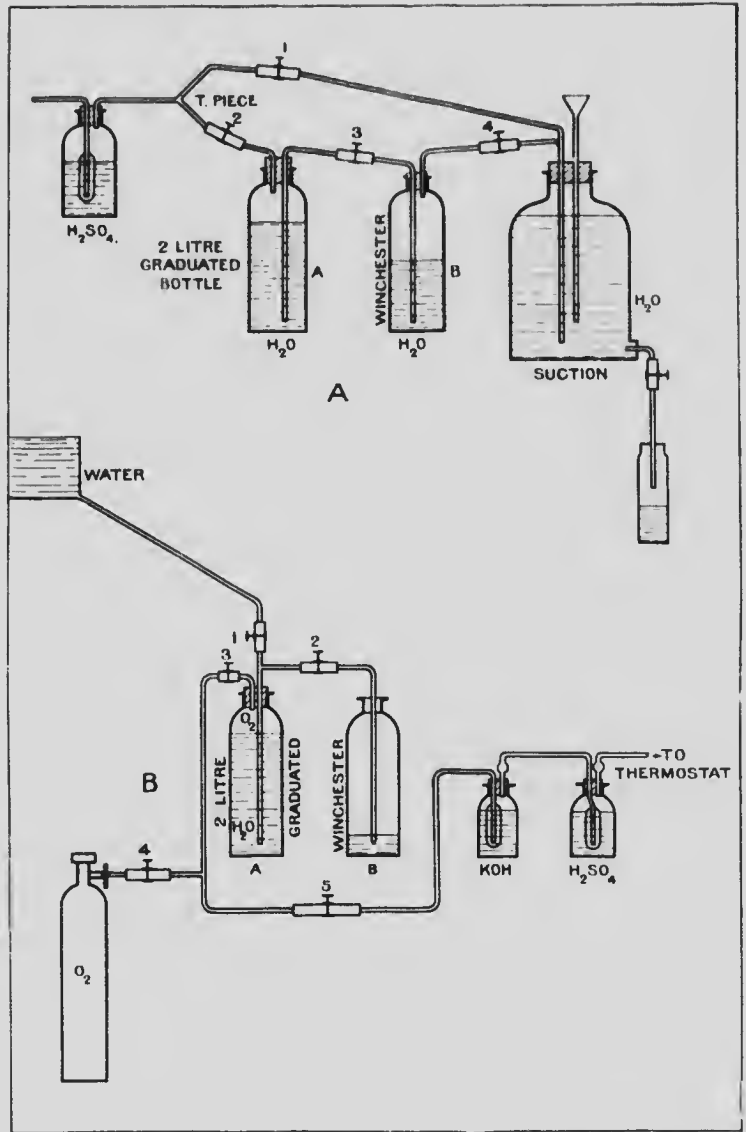 1
T. PIECE
2
3
4
H₂SO₄.
2 LITRE
GRADUATED
BOTTLE
A
WINCHESTER
B
H₂O
H₂O
H₂O
SUCTION
A
WATER
1
2
3
O₂
2 LITRE
H₂O
GRADUATED
WINCHESTER
B
A
B
→TO
THERMOSTAT
KOH
H₂SO₄
4
5
O₂